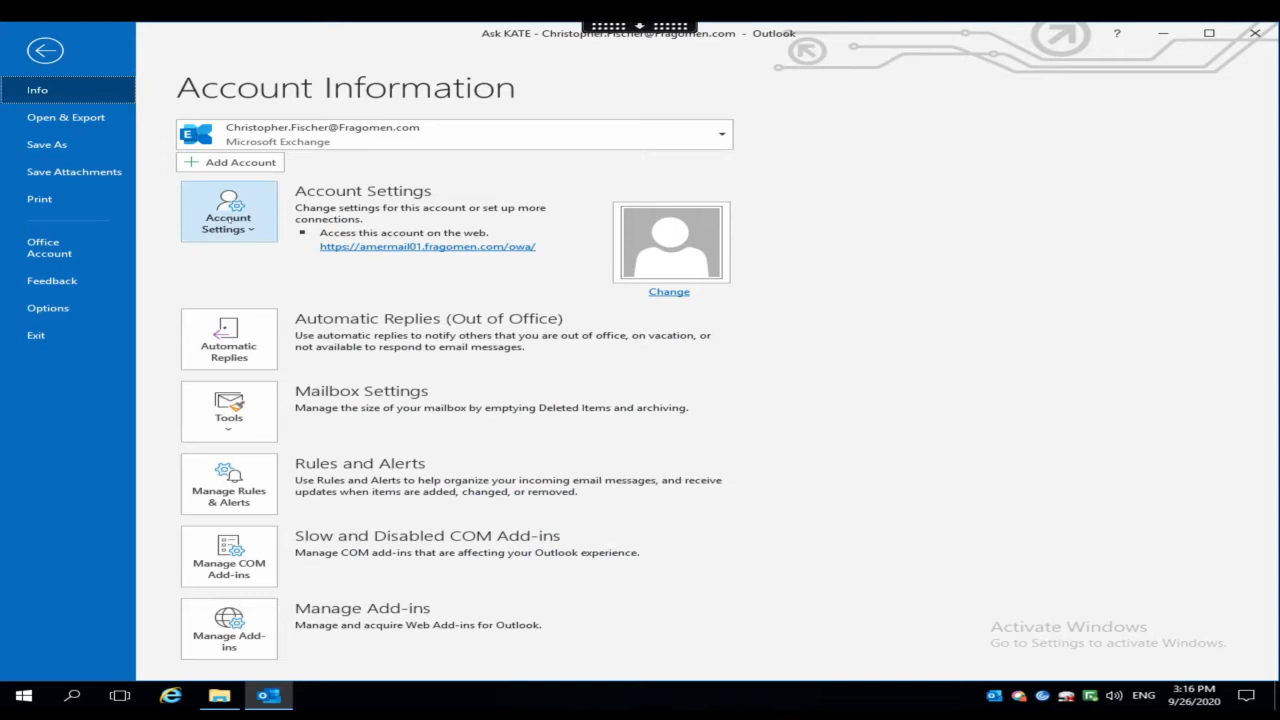 Ask KATE - Christopher.Fischer@Fragomen.com - Outlook
?
Info
Open & Export
Save As
Save Attachments
Print
Office
Account
Feedback
Options
Exit
Account Information
Christopher.Fischer@Fragomen.com
Microsoft Exchange
Add Account
Account
Settings
Account Settings
Change settings for this account or set up more
connections.
Access this account on the web.
https://amermail01.fragomen.com/owa/
Change
Automatic
Replies
Automatic Replies (Out of Office)
Use automatic replies to notify others that you are out of office, on vacation, or
not available to respond to email messages.
Tools
Mailbox Settings
Manage the size of your mailbox by emptying Deleted Items and archiving.
Manage Rules
& Alerts
Rules and Alerts
Use Rules and Alerts to help organize your incoming email messages, and receive
updates when items are added, changed, or removed.
Manage COM
Add-ins
Slow and Disabled COM Add-ins
Manage COM add-ins that are affecting your Outlook experience.
Manage Add-
ins
Manage Add-ins
Manage and acquire Web Add-ins for Outlook.
Activate Windows
Go to Settings to activate Windows.
ENG
3:16 PM
9/26/2020